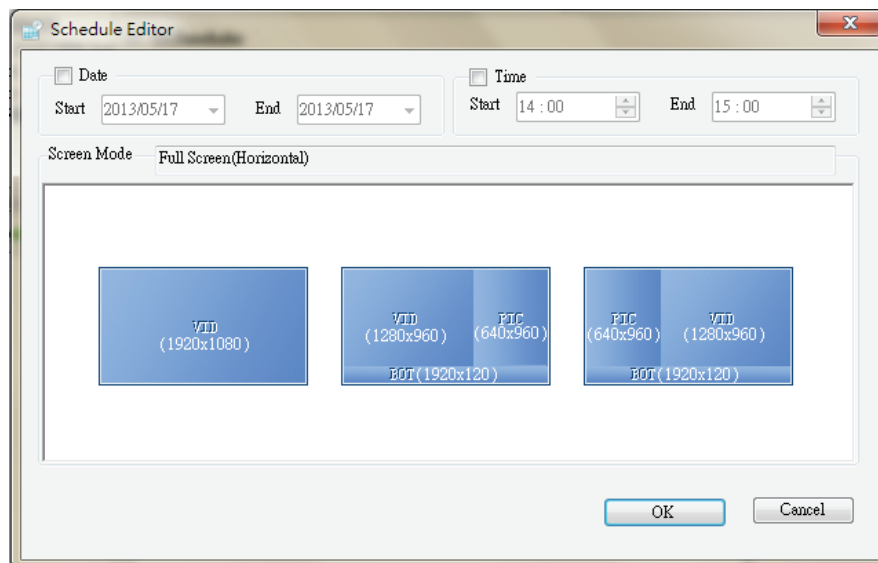 Schedule Editor
Date
Time
Start 2013/05/17 End 2013/05/17
Start 14 : 00 End 15 : 00
Screen Mode Full Screen(Horizontal)
VID
(1920x1080)
VID
(1280x960)
PIC
(640x960)
BOT(1920x120)
PIC
(640x960)
VID
(1280x960)
BOT(1920x120)
OK
Cancel